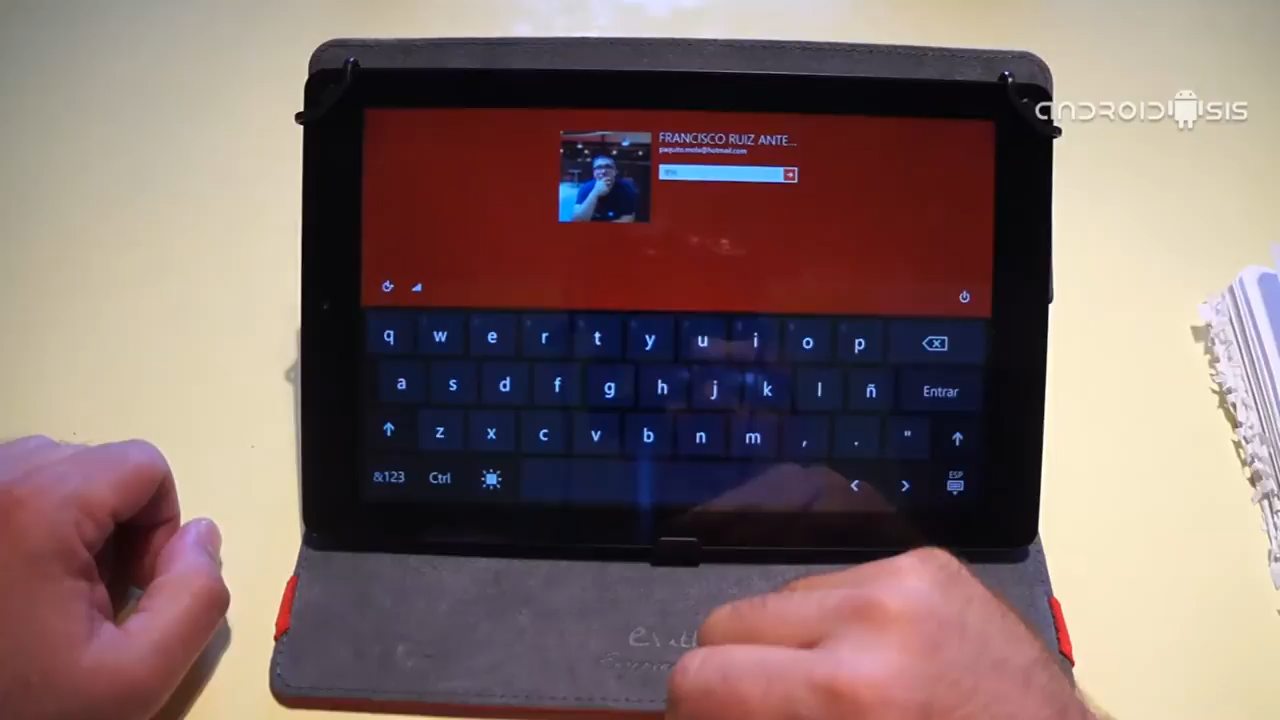 ANDROIDSIS
FRANCISCO RUIZ ANTE...
paquito.mola@hotmail.com
q w e r t y u i o p
a s d f g h j k l ñ Entrar
z x c v b n m , . "
&123 Ctrl < > ESP